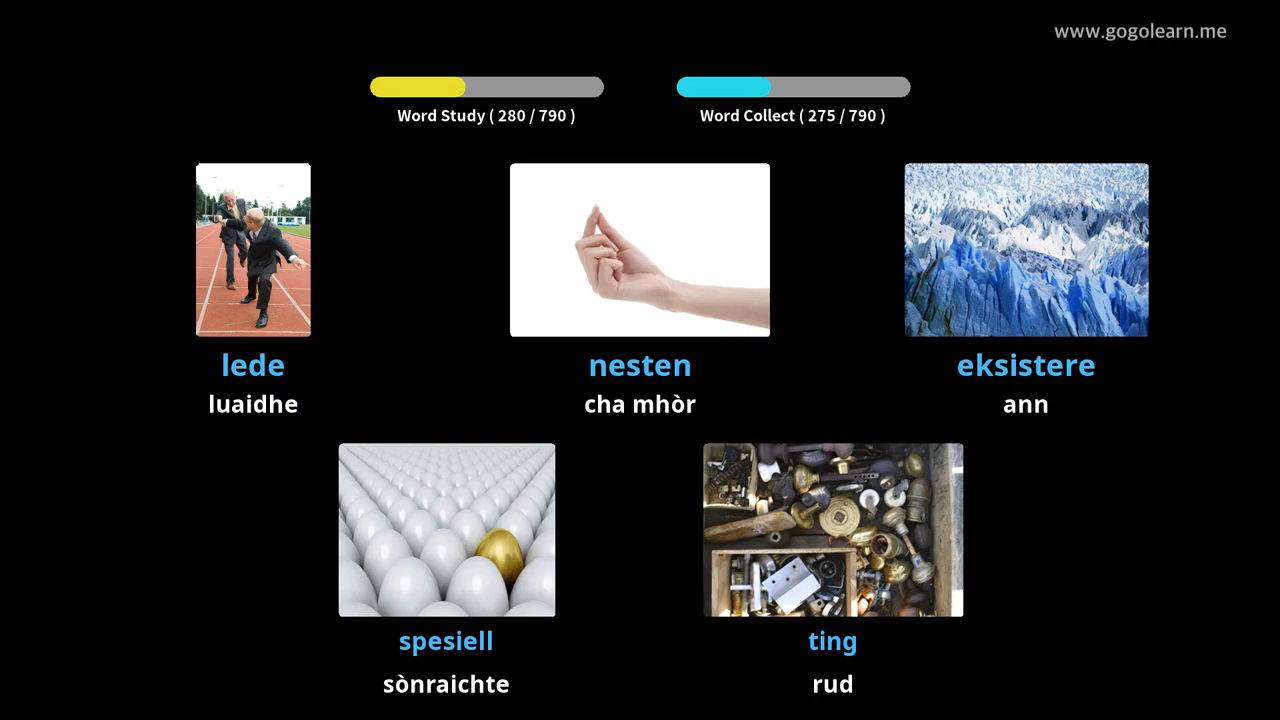 www.gogolearn.me
Word Study ( 280 / 790 )
Word Collect ( 275 / 790 )
lede
luaidhe
nesten
cha mhòr
eksistere
ann
spesiell
sònraichte
ting
rud